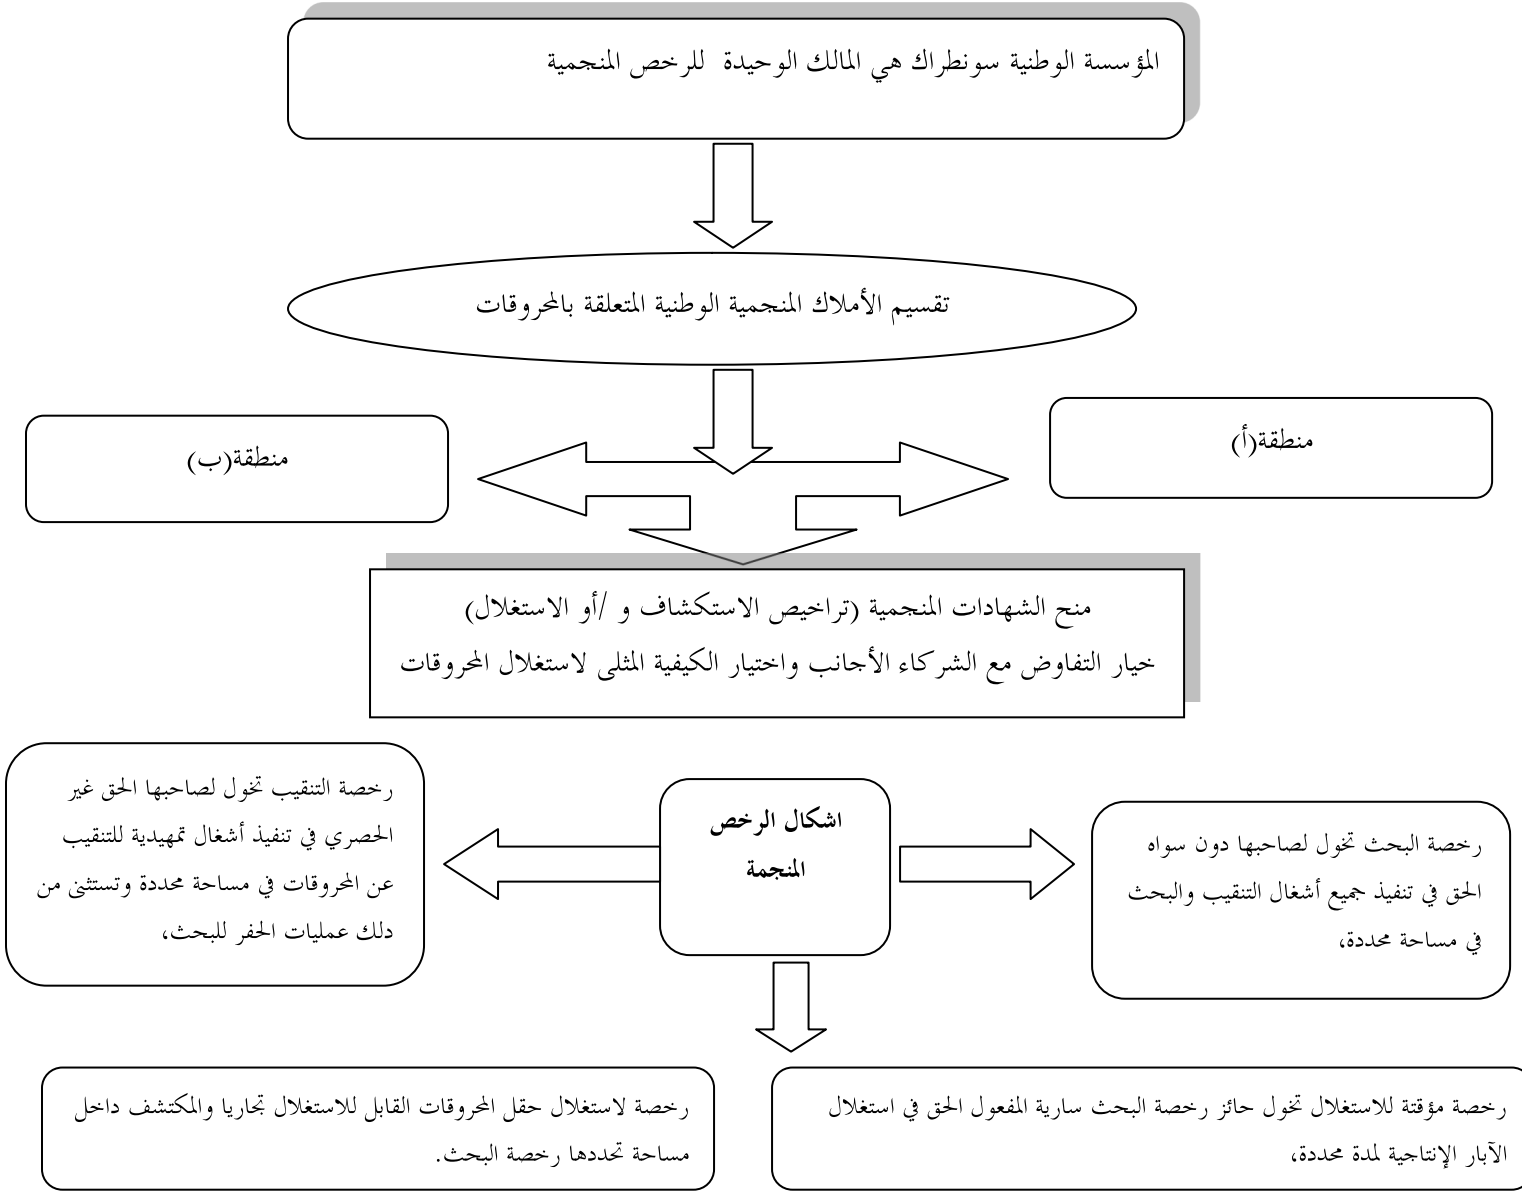 المؤسسة الوطنية سونطراك هي المالك الوحيدة للرخص المنجمية
تقسيم الأملاك المنجمية الوطنية المتعلقة بالمحروقات
منطقة(أ)
منطقة(ب)
منح الشهادات المنجمية (تراخيص الاستكشاف و /أو الاستغلال)
خيار التفاوض مع الشركاء الأجانب واختيار الكيفية المثلى لاستغلال المحروقات
اشكال الرخص
المنجمة
رخصة البحث تخول لصاحبها دون سواه
الحق في تنفيذ جميع أشغال التنقيب والبحث
في مساحة محددة،
رخصة التنقيب تخول لصاحبها الحق غير
الحصري في تنفيذ أشغال تمهيدية للتنقيب
عن المحروقات في مساحة محددة وتستثنى من
دلك عمليات الحفر للبحث،
رخصة مؤقتة للاستغلال تخول حائز رخصة البحث سارية المفعول الحق في استغلال
الآبار الإنتاجية لمدة محددة،
رخصة لاستغلال حقل المحروقات القابل للاستغلال تجاريا والمكتشف داخل
مساحة تحددها رخصة البحث.